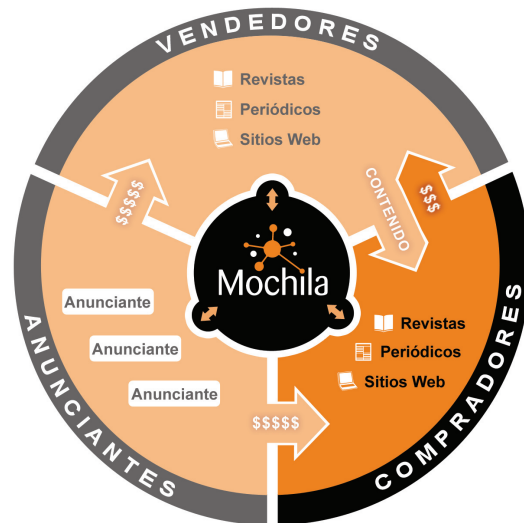 VENDEDORES
Revistas
Periódicos
Sitios Web
$$$$$
CONTENIDO
$$$
Mochila
Anunciante
Anunciante
Anunciante
Revistas
Periódicos
Sitios Web
$$$$$
ANUNCIANTES
COMPRADORES